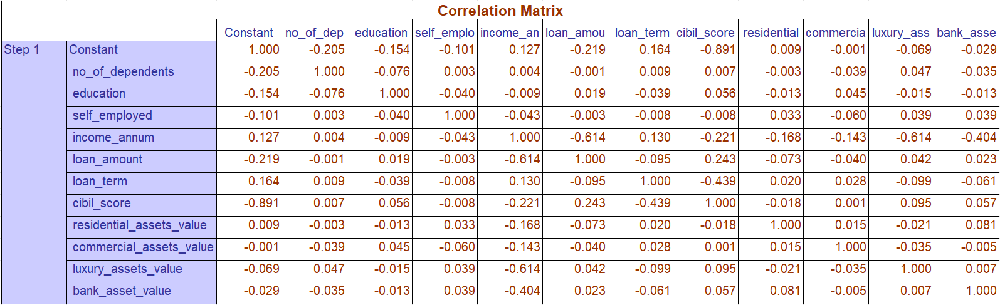 Correlation Matrix
Constant no_of_dep education self_emplo income_an loan_amou loan_term cibil_score residential commercia luxury_ass bank_asse
Step 1 Constant 1.000 -0.205 -0.154 -0.101 0.127 -0.219 0.164 -0.891 0.009 -0.001 -0.069 -0.029
no_of_dependents -0.205 1.000 -0.076 0.003 0.004 -0.001 0.009 0.007 -0.003 -0.039 0.047 -0.035
education -0.154 -0.076 1.000 -0.040 -0.009 0.019 -0.039 0.056 -0.013 0.045 -0.015 -0.013
self_employed -0.101 0.003 -0.040 1.000 -0.043 -0.003 -0.008 -0.008 0.033 -0.060 0.039 0.039
income_annum 0.127 0.004 -0.009 -0.043 1.000 -0.614 0.130 -0.221 -0.168 -0.143 -0.614 -0.404
loan_amount -0.219 -0.001 0.019 -0.003 -0.614 1.000 -0.095 0.243 -0.073 -0.040 0.042 0.023
loan_term 0.164 0.009 -0.039 -0.008 0.130 -0.095 1.000 -0.439 0.020 0.028 -0.099 -0.061
cibil_score -0.891 0.007 0.056 -0.008 -0.221 0.243 -0.439 1.000 -0.018 0.001 0.095 0.057
residential_assets_value 0.009 -0.003 -0.013 0.033 -0.168 -0.073 0.020 -0.018 1.000 0.015 -0.021 0.081
commercial_assets_value -0.001 -0.039 0.045 -0.060 -0.143 -0.040 0.028 0.001 0.015 1.000 -0.035 -0.005
luxury_assets_value -0.069 0.047 -0.015 0.039 -0.614 0.042 -0.099 0.095 -0.021 -0.035 1.000 0.007
bank_asset_value -0.029 -0.035 -0.013 0.039 -0.404 0.023 -0.061 0.057 0.081 -0.005 0.007 1.000